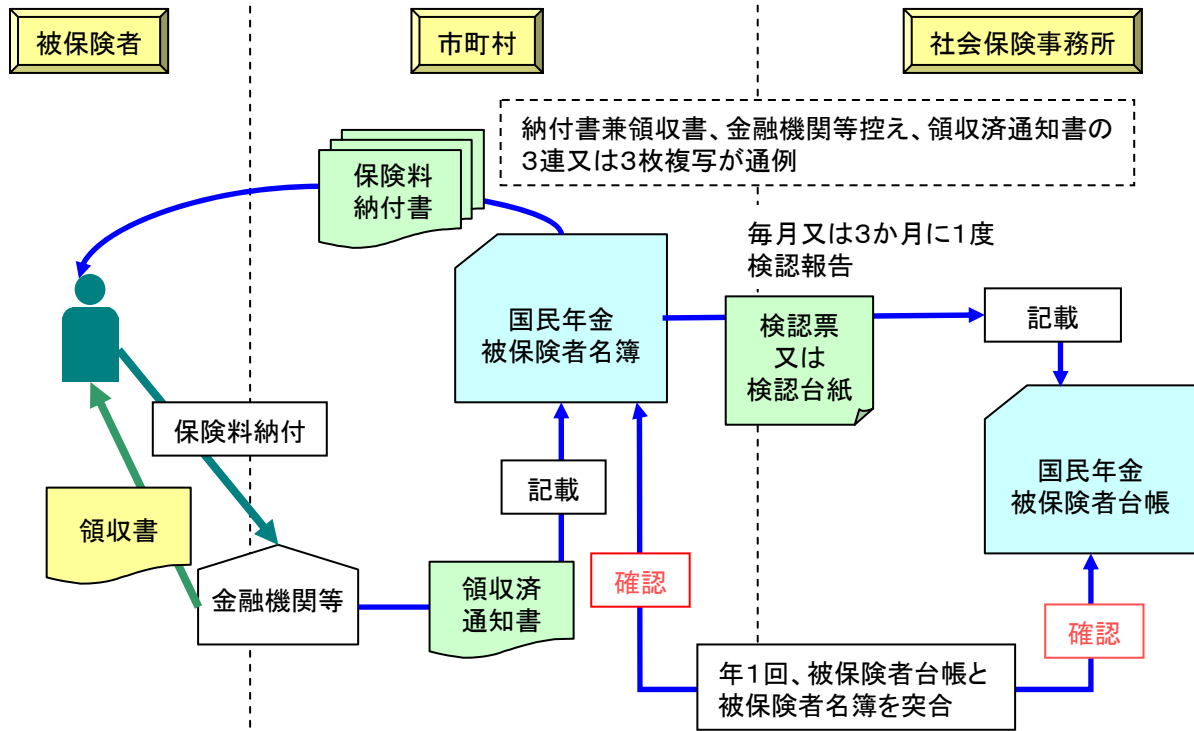 被保険者
市町村
社会保険事務所
納付書兼領収書、金融機関等控え、領収済通知書の
3連又は3枚複写が通例
保険料
納付書
毎月又は3か月に1度
検認報告
国民年金
被保険者名簿
検認票
又は
検認台紙
記載
保険料納付
記載
国民年金
被保険者台帳
領収書
金融機関等
領収済
通知書
確認
確認
年1回、被保険者台帳と
被保険者名簿を突合